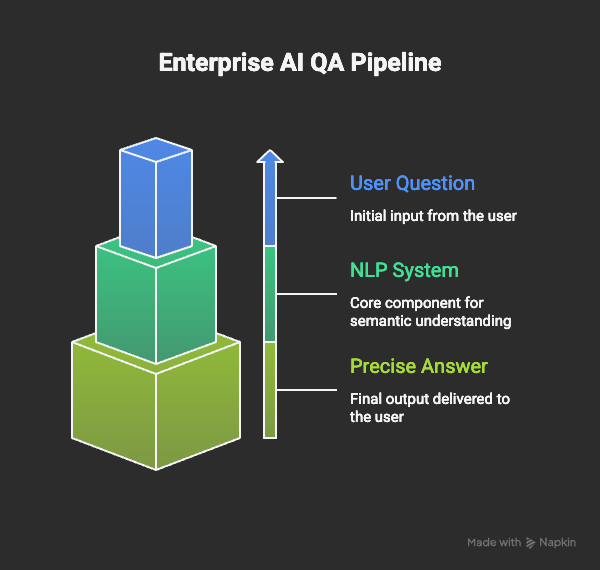 Enterprise AI QA Pipeline
User Question
Initial input from the user
NLP System
Core component for
semantic understanding
Precise Answer
Final output delivered to
the user
Made with Napkin